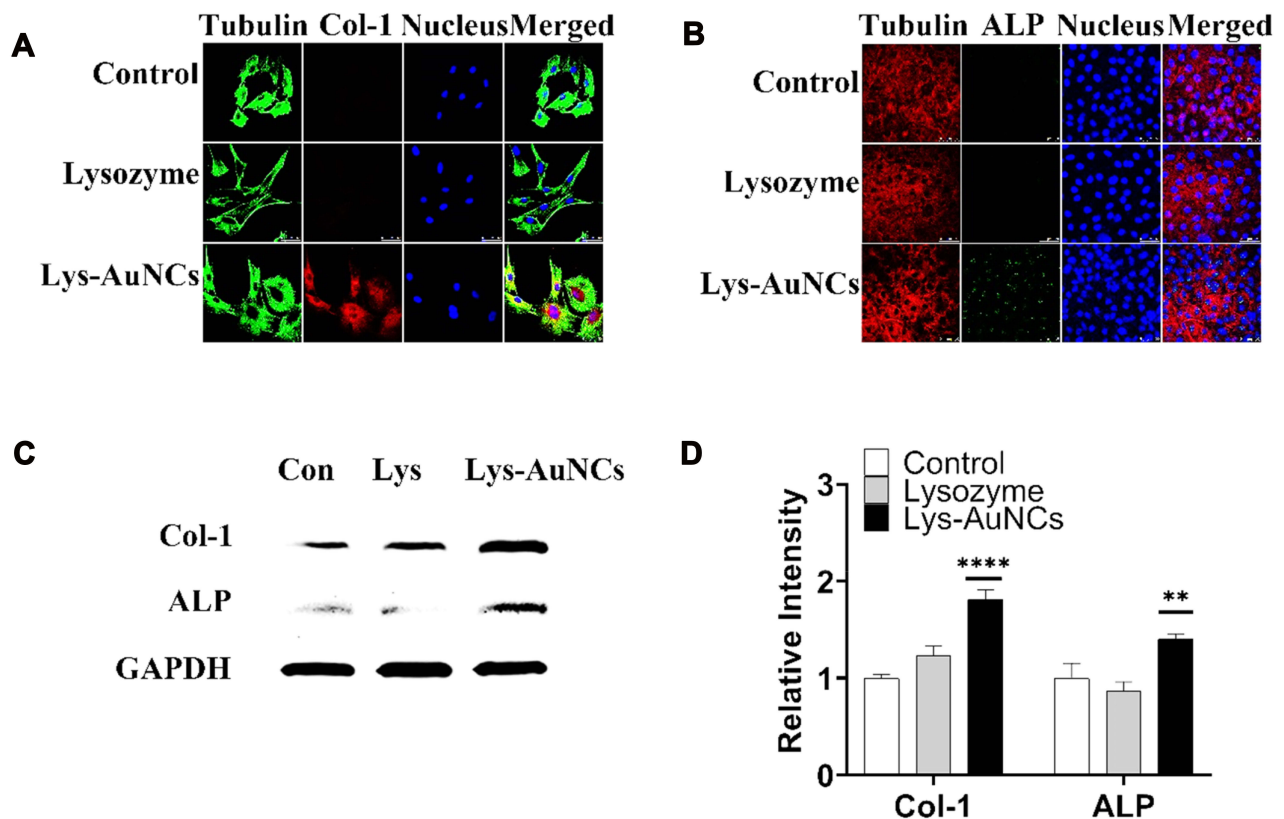 A
Tubulin Col-1 Nucleus Merged
Control
Lysozyme
Lys-AuNCs
B
Tubulin ALP Nucleus Merged
Control
Lysozyme
Lys-AuNCs
C
Con Lys Lys-AuNCs
Col-1
ALP
GAPDH
D
Control
Lysozyme
Lys-AuNCs
Relative Intensity
3
2
1
0
****
**
Col-1 ALP